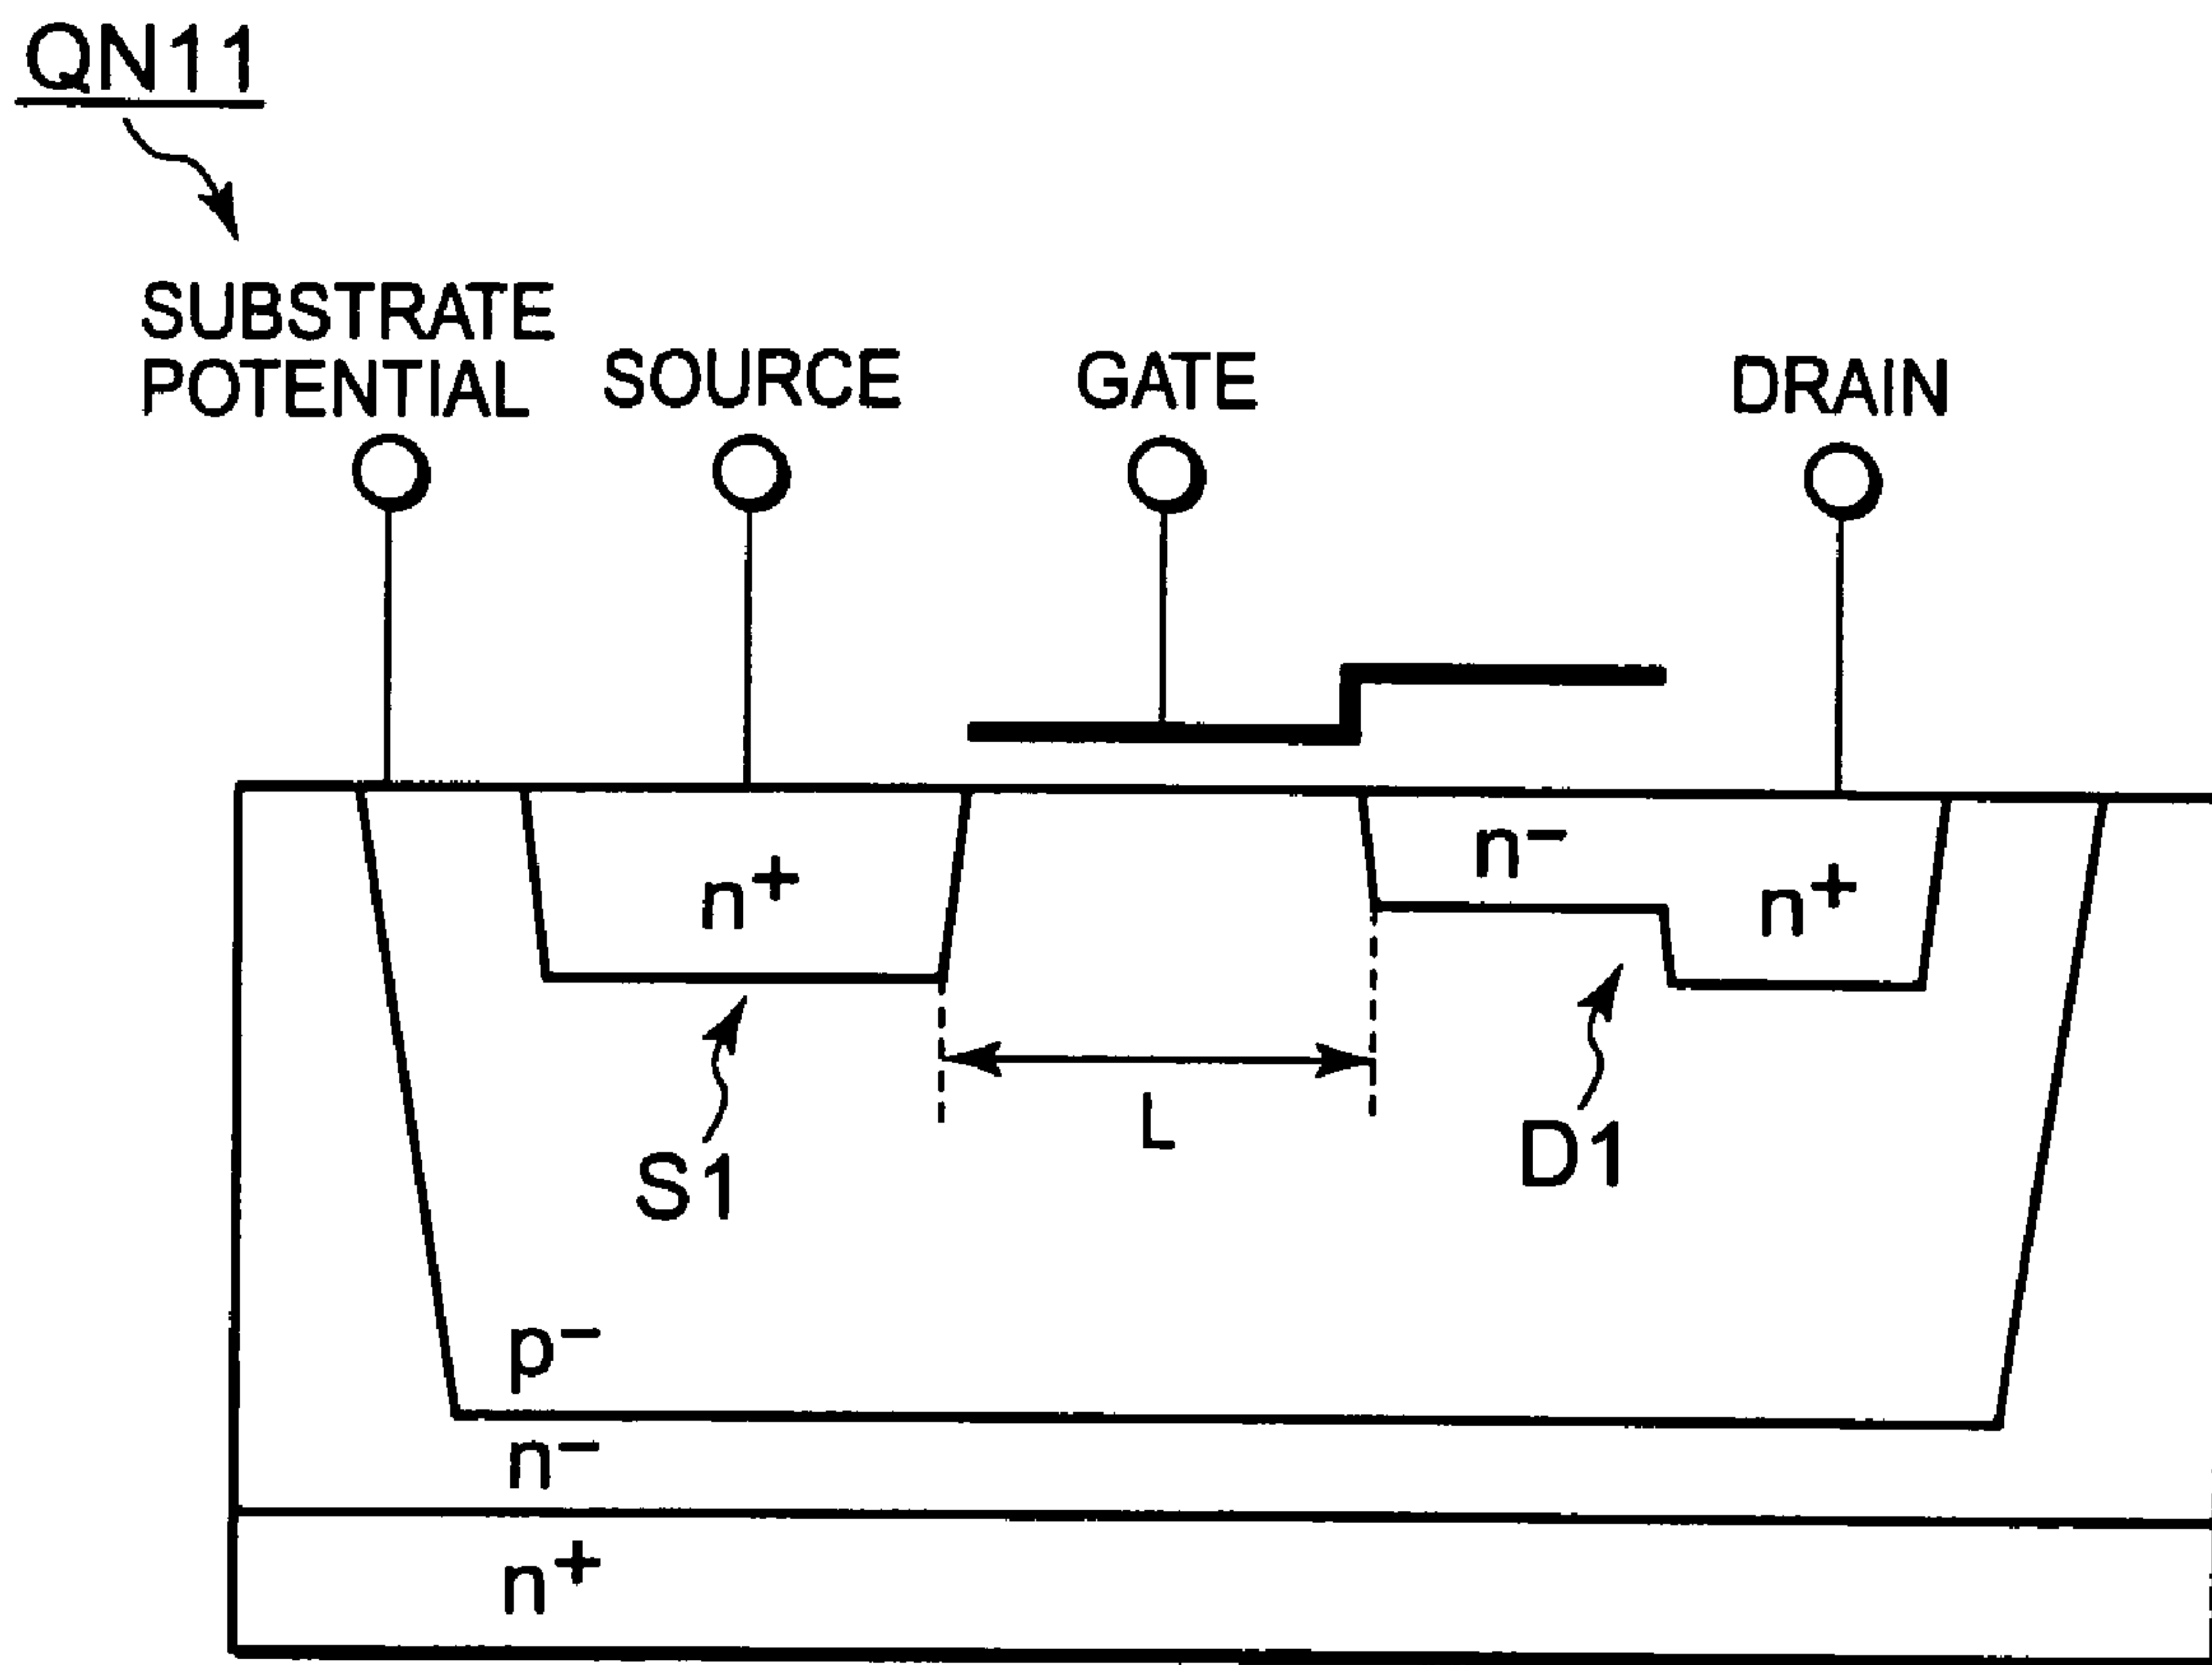 QN11
SUBSTRATE
POTENTIAL
SOURCE
GATE
DRAIN
n+
n−
n+
L
S1
D1
p−
n−
n+